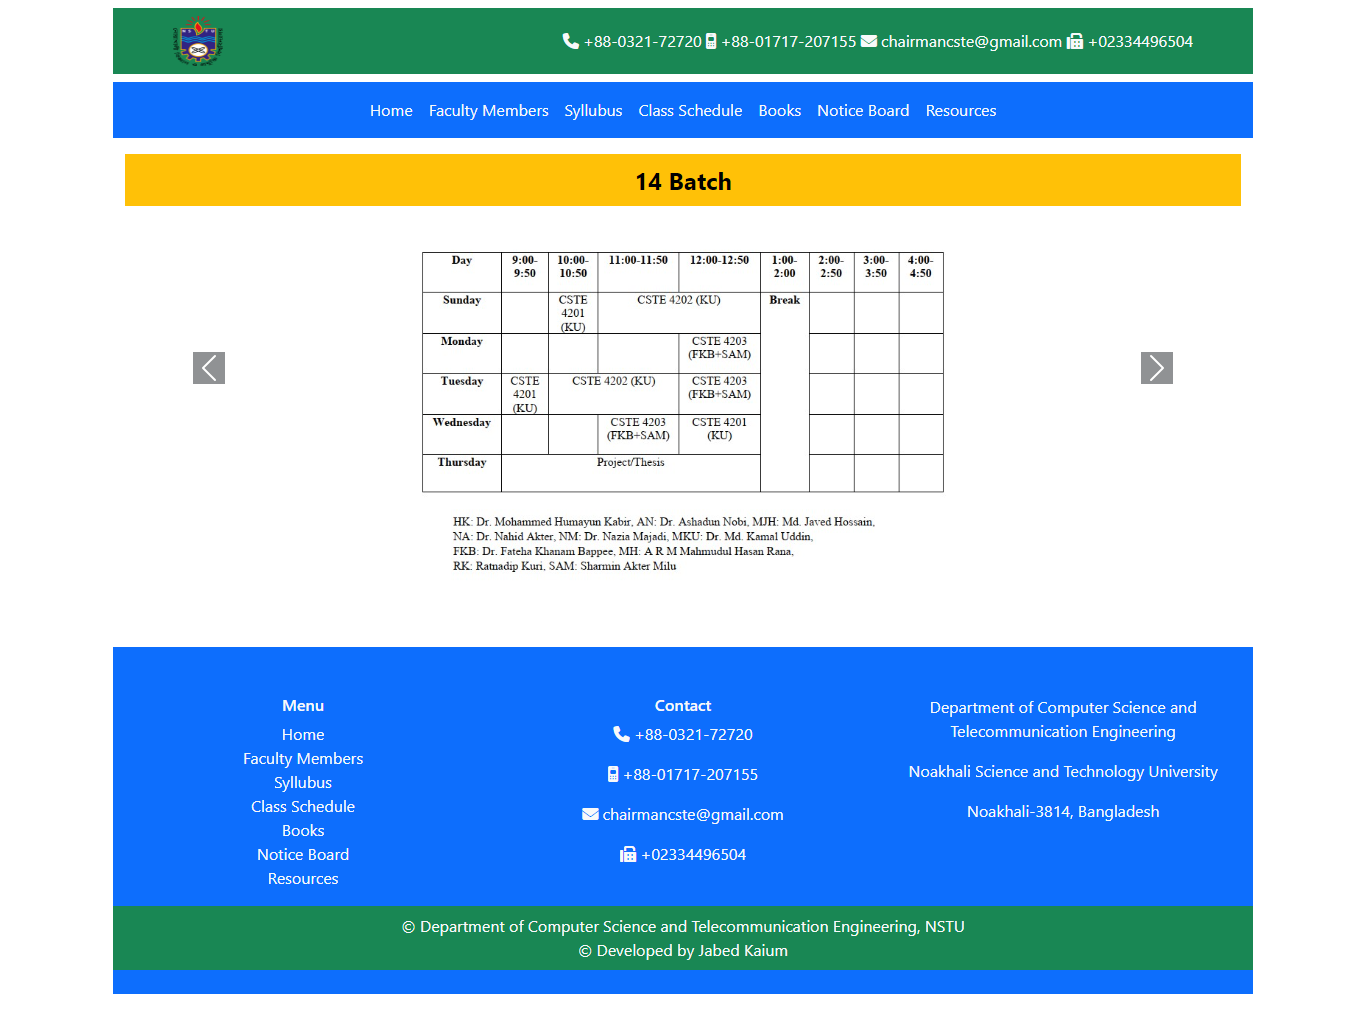 +88-0321-72720 +88-01717-207155 chairmancste@gmail.com +02334496504
Home Faculty Members Syllubus Class Schedule Books Notice Board Resources
14 Batch
Day 9:00-9:50 10:00-10:50 11:00-11:50 12:00-12:50 1:00-2:00 2:00-2:50 3:00-3:50 4:00-4:50
Sunday CSTE 4201 (KU) CSTE 4202 (KU) Break
Monday CSTE 4203 (FKB+SAM)
Tuesday CSTE 4201 (KU) CSTE 4202 (KU) CSTE 4203 (FKB+SAM)
Wednesday CSTE 4203 (FKB+SAM) CSTE 4201 (KU)
Thursday Project/Thesis
HK: Dr. Mohammed Humayun Kabir, AN: Dr. Ashadun Nobi, MJH: Md. Javed Hossain,
NA: Dr. Nahid Akter, NM: Dr. Nazia Majadi, MKU: Dr. Md. Kamal Uddin,
FKB: Dr. Fateha Khanam Bappee, MH: A R M Mahmudul Hasan Rana,
RK: Ratnadip Kuri, SAM: Sharmin Akter Milu
Menu
Home
Faculty Members
Syllubus
Class Schedule
Books
Notice Board
Resources
Contact
+88-0321-72720
+88-01717-207155
chairmancste@gmail.com
+02334496504
Department of Computer Science and
Telecommunication Engineering
Noakhali Science and Technology University
Noakhali-3814, Bangladesh
© Department of Computer Science and Telecommunication Engineering, NSTU
© Developed by Jabed Kaium